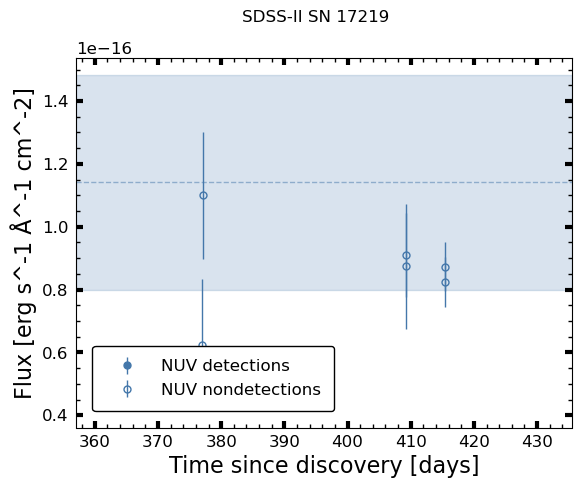 SDSS-II SN 17219
1e−16
1.4
1.2
1.0
0.8
0.6
0.4
Flux [erg s^-1 Å^-1 cm^-2]
NUV detections
NUV nondetections
360 370 380 390 400 410 420 430
Time since discovery [days]